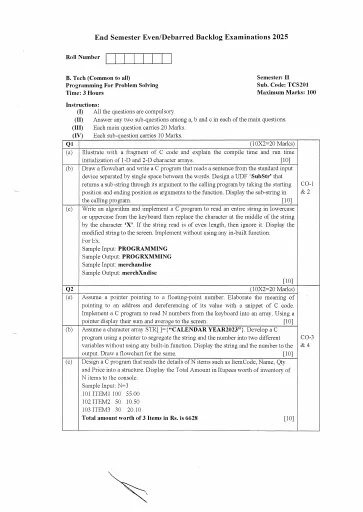 End Semester Even/Debarred Backlog Examinations 2025
Roll Number
B. Tech (Common to all) Semester: II
Programming For Problem Solving Sub. Code: TCS201
Time: 3 Hours Maximum Marks: 100
Instructions:
(I) All the questions are compulsory.
(II) Answer any two sub-questions among a, b and c in each of the main questions.
(III) Each main question carries 20 Marks.
(IV) Each sub-question carries 10 Marks.
Q1 (10X2=20 Marks)
(a) Illustrate with a fragment of C code and explain the compile time and run time
initialization of 1-D and 2-D character arrays. [10]
(b) Draw a flowchart and write a C program that reads a sentence from the standard input
device separated by single space between the words. Design a UDF 'SubStr' that
returns a sub-string through its argument to the calling program by taking the starting
position and ending position as arguments to the function. Display the sub-string in
the calling program. [10]
CO-1
& 2
(c) Write an algorithm and implement a C program to read an entire string in lowercase
or uppercase from the keyboard then replace the character at the middle of the string
by the character 'X'. If the string read is of even length, then ignore it. Display the
modified string to the screen. Implement without using any in-built function.
For Ex.
Sample Input: PROGRAMMING
Sample Output: PROGRXMMING
Sample Input: merchandise
Sample Output: merchXndise
[10]
Q2 (10X2=20 Marks)
(a) Assume a pointer pointing to a floating-point number. Elaborate the meaning of
pointing to an address and dereferencing of its value with a snippet of C code.
Implement a C program to read N numbers from the keyboard into an array. Using a
pointer display their sum and average to the screen. [10]
(b) Assume a character array STR[ ]={"CALENDAR YEAR2023"}. Develop a C
program using a pointer to segregate the string and the number into two different
variables without using any built-in function. Display the string and the number to the
output. Draw a flowchart for the same. [10]
CO-3
& 4
(c) Design a C program that reads the details of N items such as ItemCode, Name, Qty
and Price into a structure. Display the Total Amount in Rupees worth of inventory of
N items to the console.
Sample Input: N=3
101 ITEM1 100 55.00
102 ITEM2 50 10.50
103 ITEM3 30 20.10
Total amount worth of 3 Items in Rs. is 6628 [10]